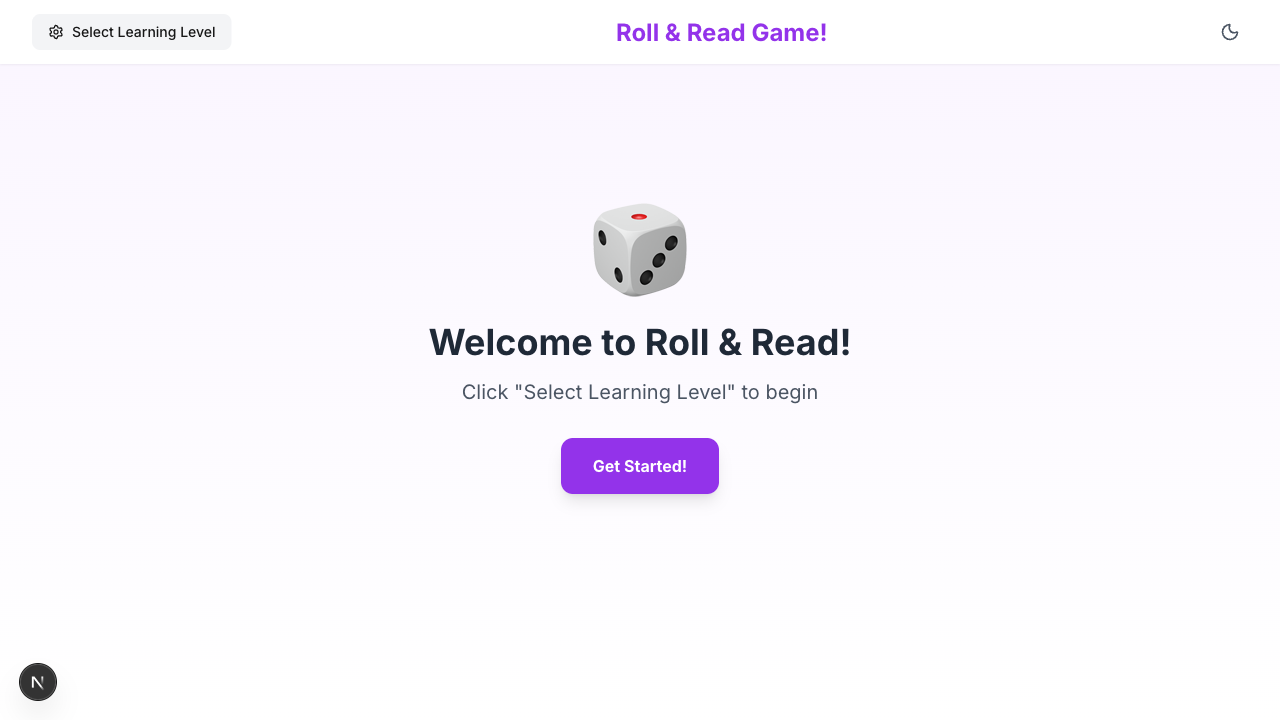 Select Learning Level
Roll & Read Game!
Welcome to Roll & Read!
Click "Select Learning Level" to begin
Get Started!
N